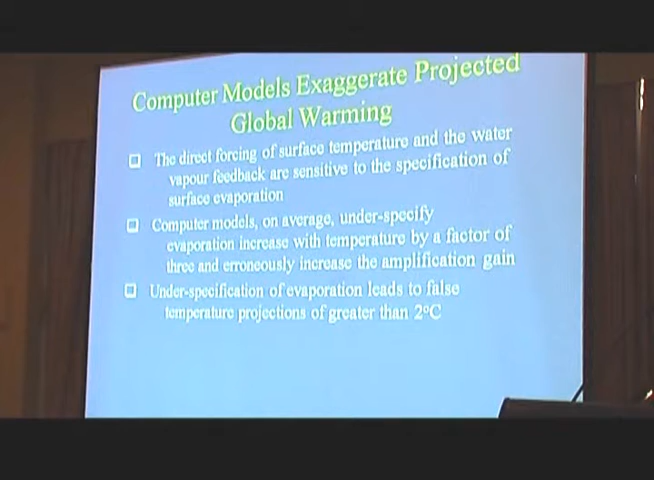 Computer Models Exaggerate Projected
Global Warming
The direct forcing of surface temperature and the water
vapour feedback are sensitive to the specification of
surface evaporation
Computer models, on average, under-specify
evaporation increase with temperature by a factor of
three and erroneously increase the amplification gain
Under-specification of evaporation leads to false
temperature projections of greater than 2°C